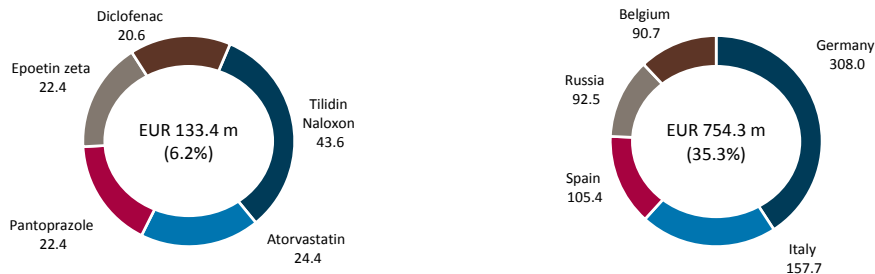 Diclofenac
20.6
Epoetin zeta
22.4
Tilidin
Naloxon
43.6
EUR 133.4 m
(6.2%)
Pantoprazole
22.4
Atorvastatin
24.4
Belgium
90.7
Germany
308.0
Russia
92.5
EUR 754.3 m
(35.3%)
Spain
105.4
Italy
157.7